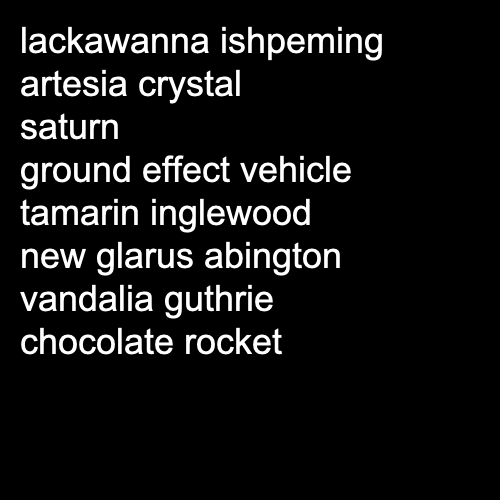 lackawanna ishpeming
artesia crystal
saturn
ground effect vehicle
tamarin inglewood
new glarus abington
vandalia guthrie
chocolate rocket